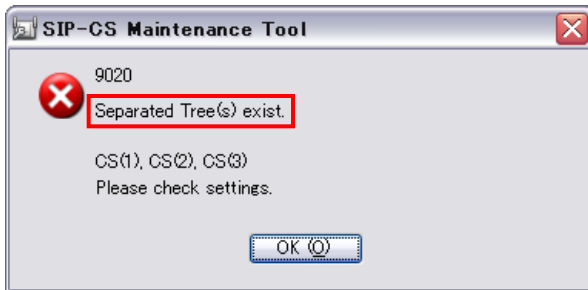 SIP-CS Maintenance Tool
9020
Separated Tree(s) exist.
CS(1), CS(2), CS(3)
Please check settings.
OK (O)